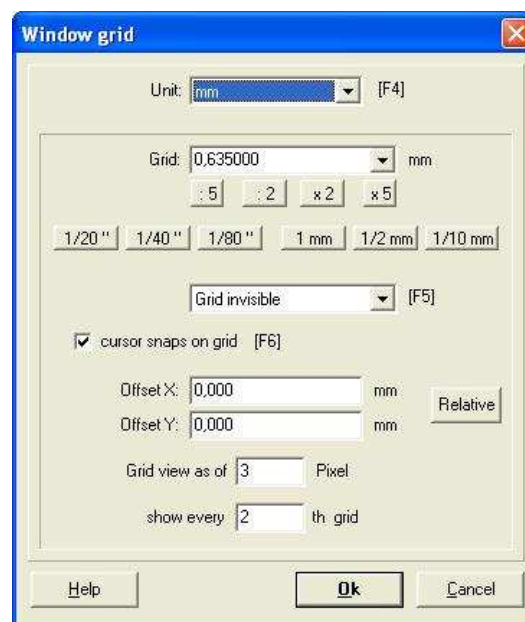 Window grid
Unit: mm [F4]
Grid: 0,635000 mm
: 5 : 2 x 2 x 5
1/20 " 1/40 " 1/80 " 1 mm 1/2 mm 1/10 mm
Grid invisible [F5]
cursor snaps on grid [F6]
Offset X: 0,000 mm
Relative
Offset Y: 0,000 mm
Grid view as of 3 Pixel
show every 2 th grid
Help Ok Cancel